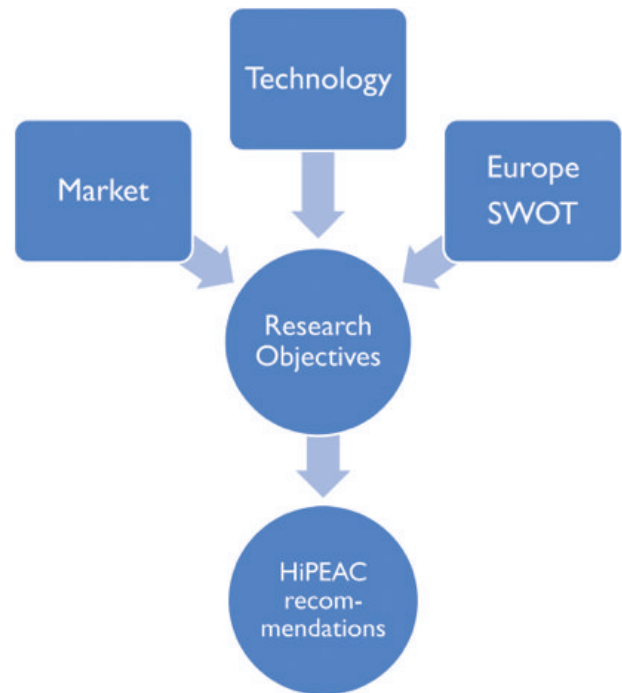 Technology
Market
Europe
SWOT
Research
Objectives
HiPEAC
recom-
mendations